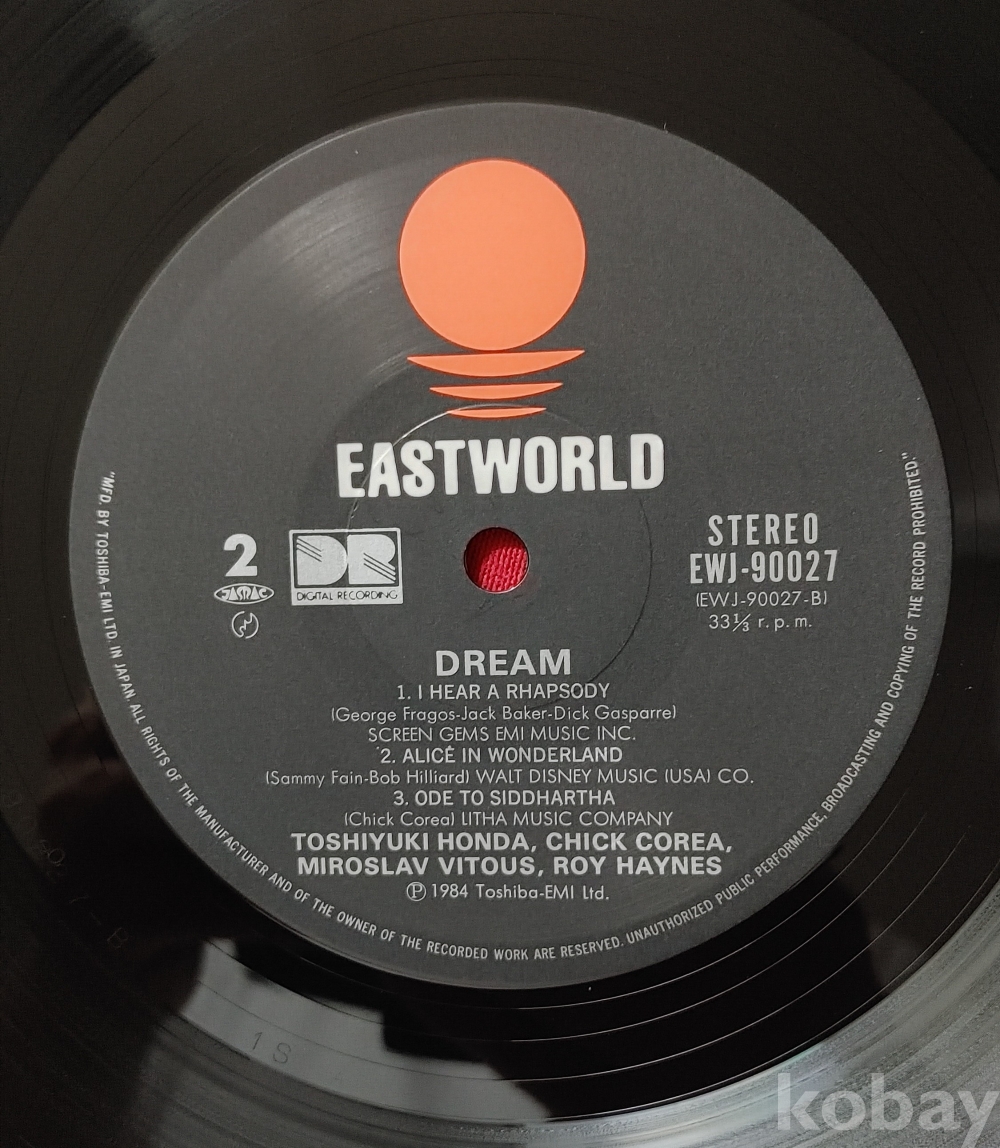 EASTWORLD
2
DR
DIGITAL RECORDING
JASRAC
STEREO
EWJ-90027
(EWJ-90027-B)
33⅓ r.p.m.
DREAM
1. I HEAR A RHAPSODY
(George Fragos-Jack Baker-Dick Gasparre)
SCREEN GEMS EMI MUSIC INC.
2. ALICE IN WONDERLAND
(Sammy Fain-Bob Hilliard) WALT DISNEY MUSIC (USA) CO.
3. ODE TO SIDDHARTHA
(Chick Corea) LITHA MUSIC COMPANY
TOSHIYUKI HONDA, CHICK COREA,
MIROSLAV VITOUS, ROY HAYNES
Ⓟ 1984 Toshiba-EMI Ltd.
"MFD. BY TOSHIBA-EMI LTD. IN JAPAN. ALL RIGHTS OF THE MANUFACTURER AND OF THE OWNER OF THE RECORDED WORK ARE RESERVED. UNAUTHORIZED PUBLIC PERFORMANCE, BROADCASTING AND COPYING OF THE RECORD PROHIBITED."
1 S
kobay